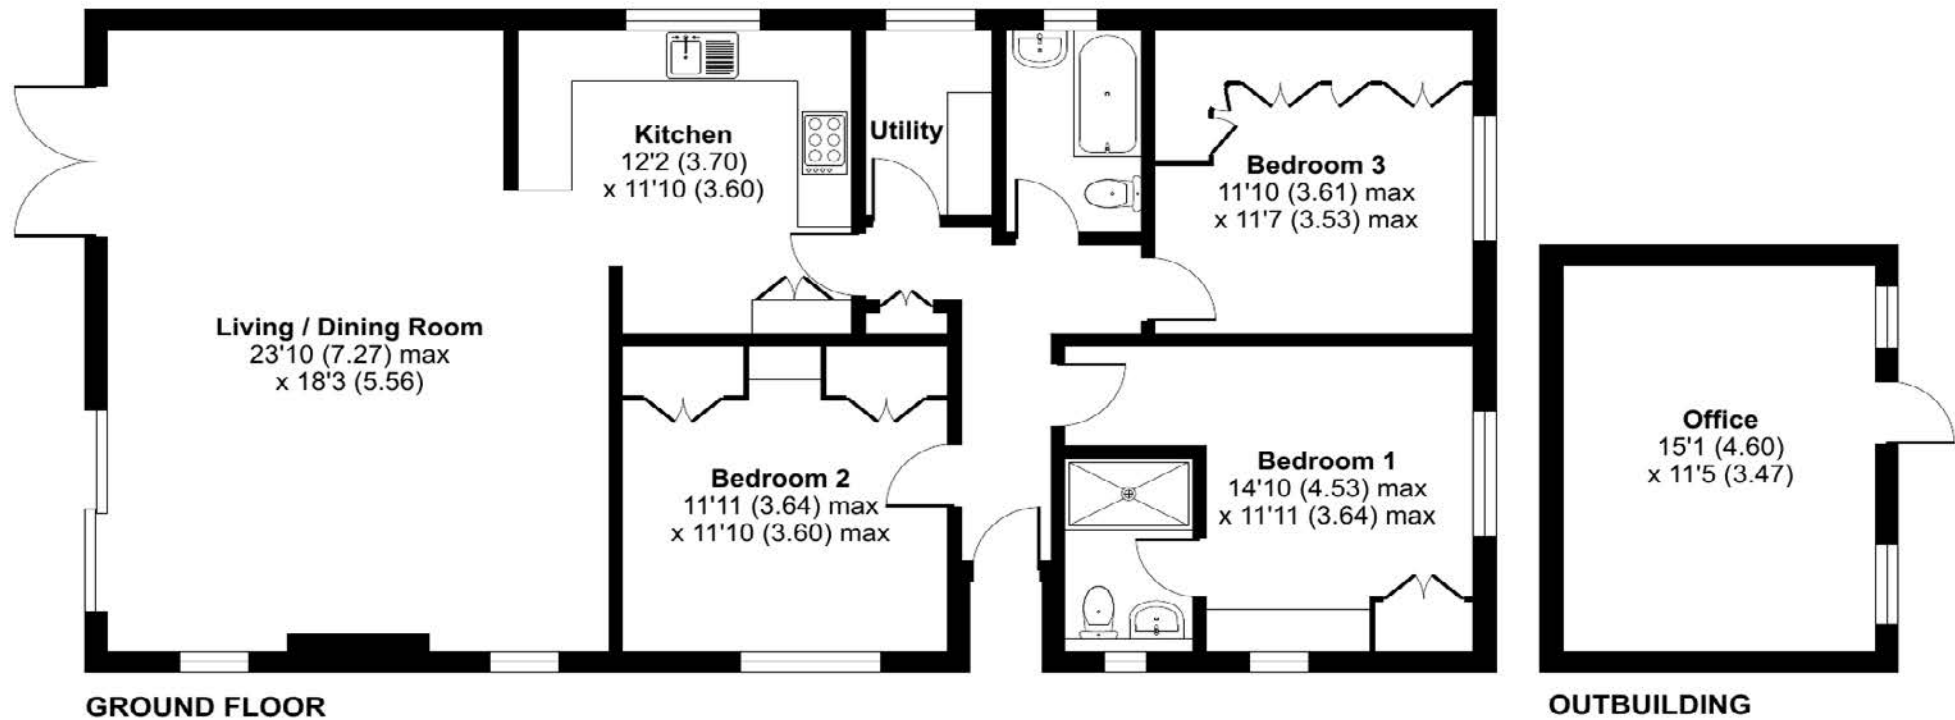 Kitchen
12'2 (3.70)
x 11'10 (3.60)
Utility
Bedroom 3
11'10 (3.61) max
x 11'7 (3.53) max
Living / Dining Room
23'10 (7.27) max
x 18'3 (5.56)
Bedroom 2
11'11 (3.64) max
x 11'10 (3.60) max
Bedroom 1
14'10 (4.53) max
x 11'11 (3.64) max
Office
15'1 (4.60)
x 11'5 (3.47)
GROUND FLOOR
OUTBUILDING